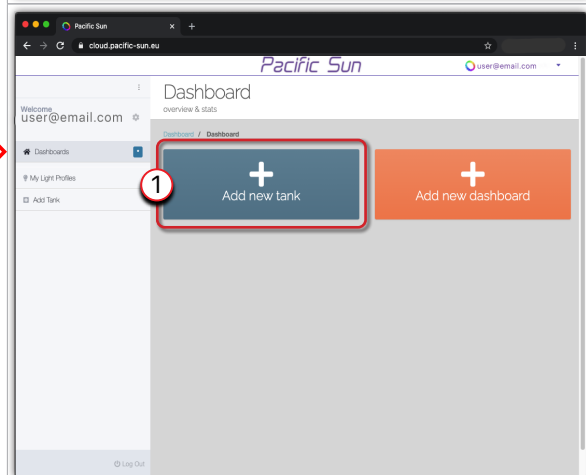 Pacific Sun
cloud.pacific-sun.eu
Pacific Sun
user@email.com
Welcome
user@email.com
Dashboard
overview & stats
Dashboard / Dashboard
Dashboards
My Light Profiles
Add Tank
1
Add new tank
Add new dashboard
Log Out